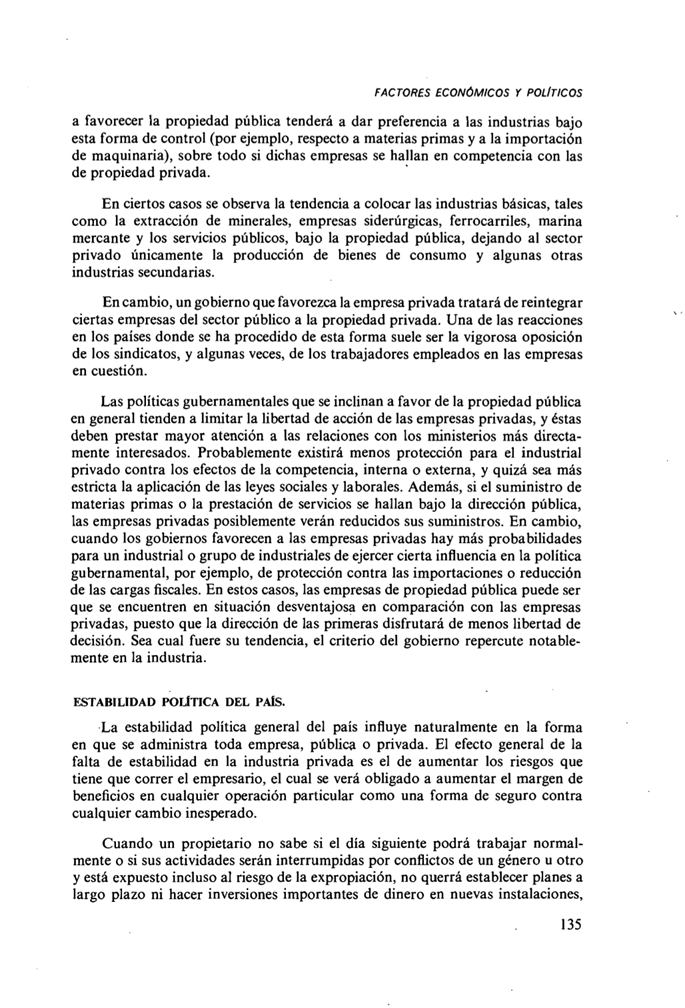 FACTORES ECONÓMICOS Y POLÍTICOS
a favorecer la propiedad pública tenderá a dar preferencia a las industrias bajo
esta forma de control (por ejemplo, respecto a materias primas y a la importación
de maquinaria), sobre todo si dichas empresas se hallan en competencia con las
de propiedad privada.
En ciertos casos se observa la tendencia a colocar las industrias básicas, tales
como la extracción de minerales, empresas siderúrgicas, ferrocarriles, marina
mercante y los servicios públicos, bajo la propiedad pública, dejando al sector
privado únicamente la producción de bienes de consumo y algunas otras
industrias secundarias.
En cambio, un gobierno que favorezca la empresa privada tratará de reintegrar
ciertas empresas del sector público a la propiedad privada. Una de las reacciones
en los países donde se ha procedido de esta forma suele ser la vigorosa oposición
de los sindicatos, y algunas veces, de los trabajadores empleados en las empresas
en cuestión.
Las políticas gubernamentales que se inclinan a favor de la propiedad pública
en general tienden a limitar la libertad de acción de las empresas privadas, y éstas
deben prestar mayor atención a las relaciones con los ministerios más directa-
mente interesados. Probablemente existirá menos protección para el industrial
privado contra los efectos de la competencia, interna o externa, y quizá sea más
estricta la aplicación de las leyes sociales y laborales. Además, si el suministro de
materias primas o la prestación de servicios se hallan bajo la dirección pública,
las empresas privadas posiblemente verán reducidos sus suministros. En cambio,
cuando los gobiernos favorecen a las empresas privadas hay más probabilidades
para un industrial o grupo de industriales de ejercer cierta influencia en la política
gubernamental, por ejemplo, de protección contra las importaciones o reducción
de las cargas fiscales. En estos casos, las empresas de propiedad pública puede ser
que se encuentren en situación desventajosa en comparación con las empresas
privadas, puesto que la dirección de las primeras disfrutará de menos libertad de
decisión. Sea cual fuere su tendencia, el criterio del gobierno repercute notable-
mente en la industria.
ESTABILIDAD POLÍTICA DEL PAÍS.
La estabilidad política general del país influye naturalmente en la forma
en que se administra toda empresa, pública o privada. El efecto general de la
falta de estabilidad en la industria privada es el de aumentar los riesgos que
tiene que correr el empresario, el cual se verá obligado a aumentar el margen de
beneficios en cualquier operación particular como una forma de seguro contra
cualquier cambio inesperado.
Cuando un propietario no sabe si el día siguiente podrá trabajar normal-
mente o si sus actividades serán interrumpidas por conflictos de un género u otro
y está expuesto incluso al riesgo de la expropiación, no querrá establecer planes a
largo plazo ni hacer inversiones importantes de dinero en nuevas instalaciones,
135